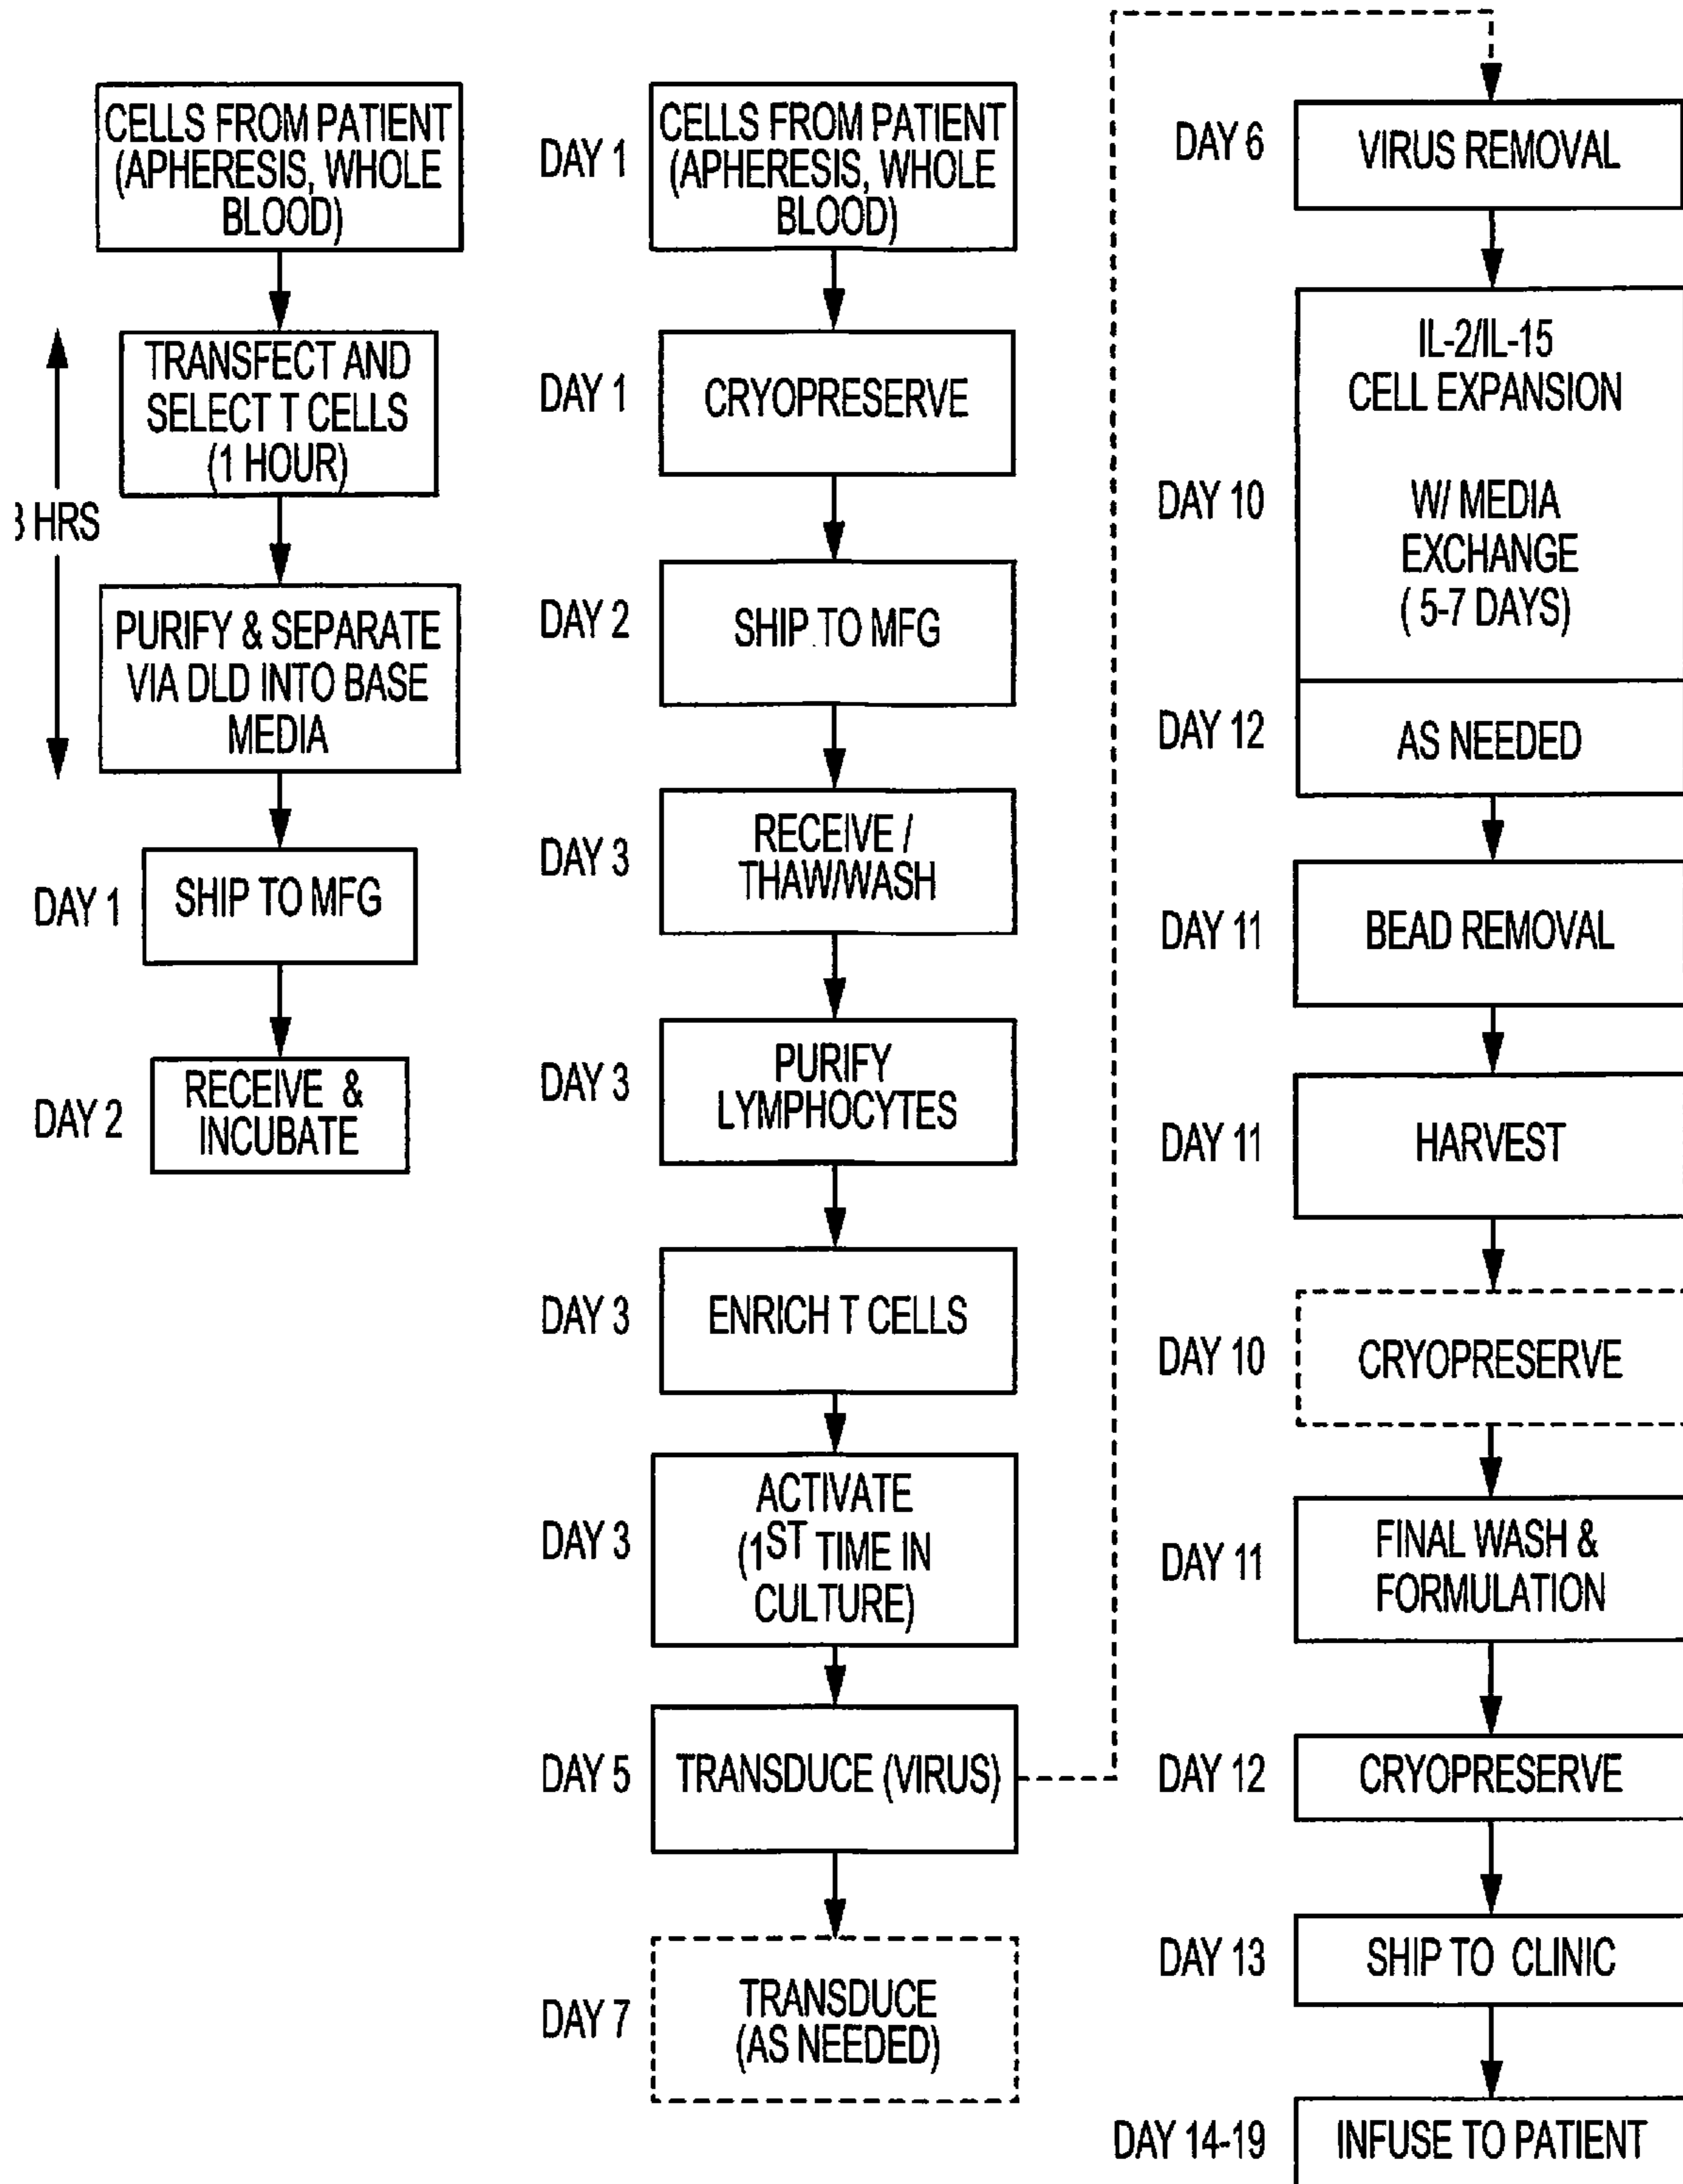 CELLS FROM PATIENT
(APHERESIS, WHOLE
BLOOD)
TRANSFECT AND
SELECT T CELLS
(1 HOUR)
HRS
PURIFY & SEPARATE
VIA DLD INTO BASE
MEDIA
DAY 1
SHIP TO MFG
DAY 2
RECEIVE &
INCUBATE
DAY 1
CELLS FROM PATIENT
(APHERESIS, WHOLE
BLOOD)
DAY 1
CRYOPRESERVE
DAY 2
SHIP TO MFG
DAY 3
RECEIVE /
THAW/WASH
DAY 3
PURIFY
LYMPHOCYTES
DAY 3
ENRICH T CELLS
DAY 3
ACTIVATE
(1ST TIME IN
CULTURE)
DAY 5
TRANSDUCE (VIRUS)
DAY 7
TRANSDUCE
(AS NEEDED)
DAY 6
VIRUS REMOVAL
DAY 10
IL-2/IL-15
CELL EXPANSION
W/ MEDIA
EXCHANGE
( 5-7 DAYS)
DAY 12
AS NEEDED
DAY 11
BEAD REMOVAL
DAY 11
HARVEST
DAY 10
CRYOPRESERVE
DAY 11
FINAL WASH &
FORMULATION
DAY 12
CRYOPRESERVE
DAY 13
SHIP TO CLINIC
DAY 14-19
INFUSE TO PATIENT